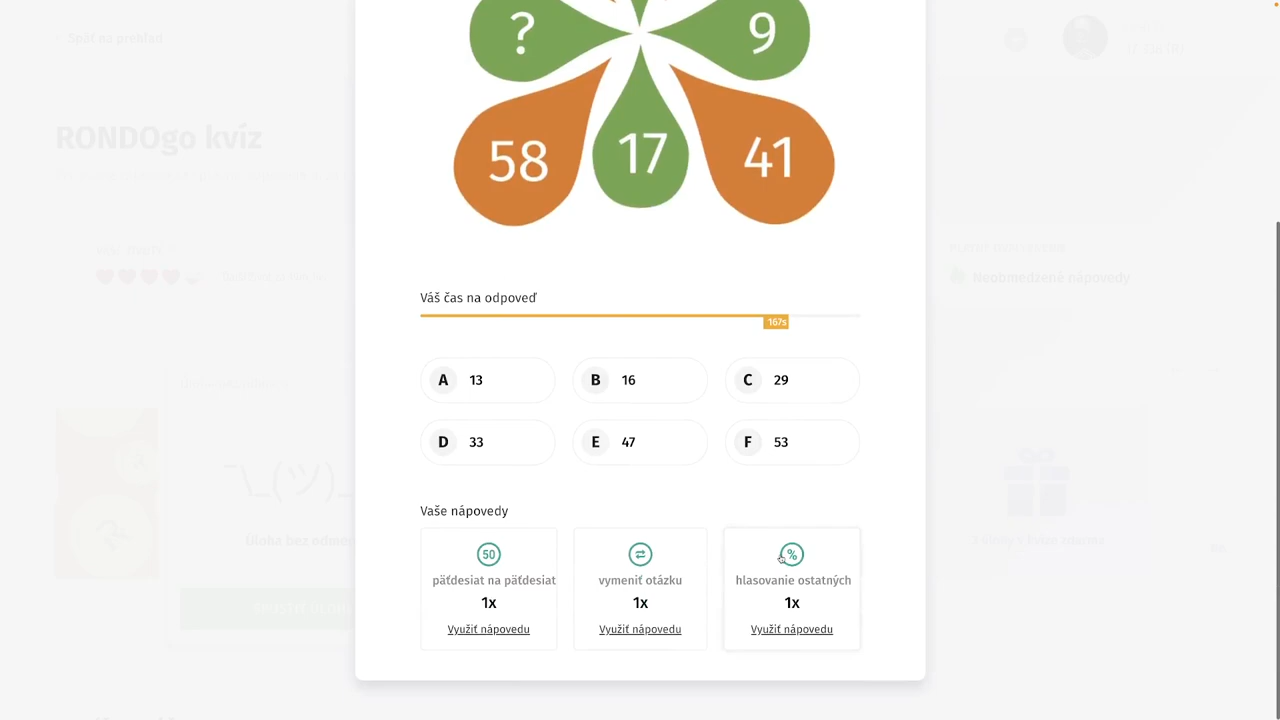 ? 9
58 17 41
Späť na prehľad
RONDOgo kvíz
Váš čas na odpoveď
167s
Neobmedzené nápovedy
A 13 B 16 C 29
D 33 E 47 F 53
¯\_(ツ)_
Vaše nápovedy
50 %
päťdesiat na päťdesiat vymeniť otázku hlasovanie ostatných
1x 1x 1x
Využiť nápovedu Využiť nápovedu Využiť nápovedu